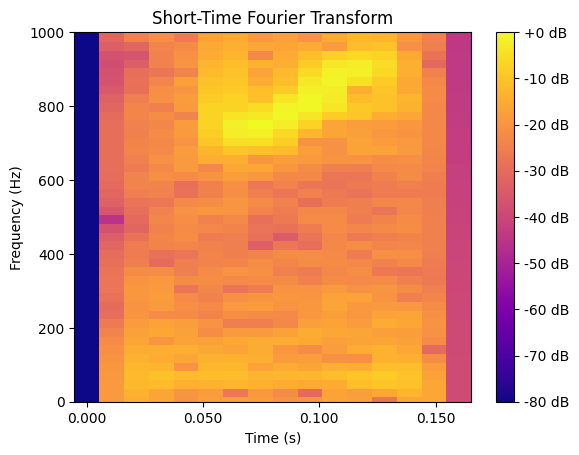 Short-Time Fourier Transform
Frequency (Hz)
1000
800
600
400
200
0
0.000
0.050
0.100
0.150
Time (s)
+0 dB
-10 dB
-20 dB
-30 dB
-40 dB
-50 dB
-60 dB
-70 dB
-80 dB